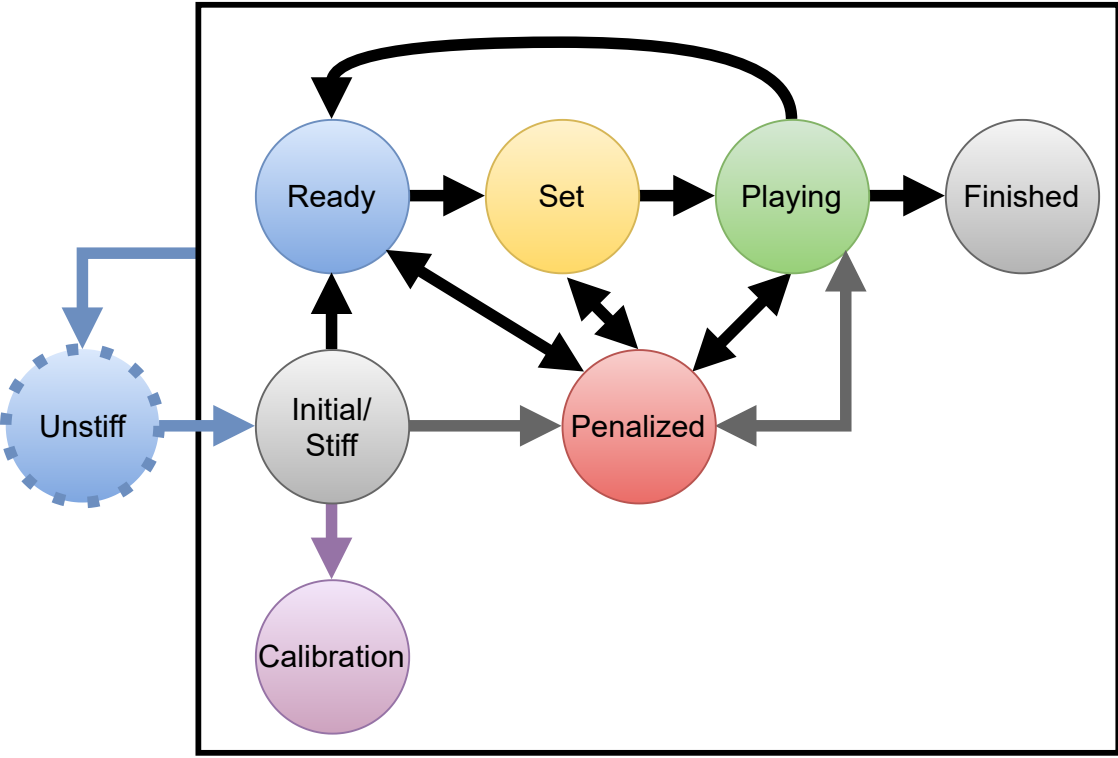 Ready
Set
Playing
Finished
Unstiff
Initial/
Stiff
Penalized
Calibration